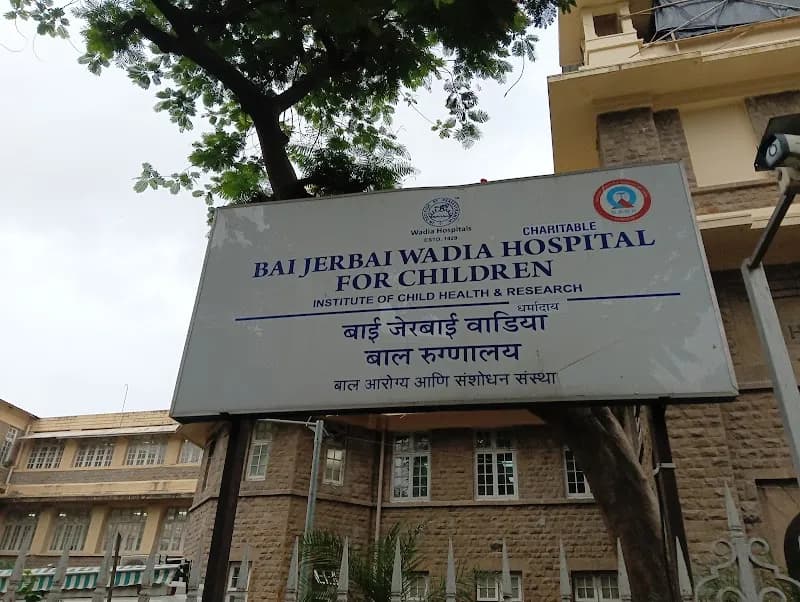 Wadia Hospitals
ESTD. 1929
CHARITABLE
BAI JERBAI WADIA HOSPITAL
FOR CHILDREN
INSTITUTE OF CHILD HEALTH & RESEARCH
धर्मादाय
बाई जेरबाई वाडिया
बाल रुग्णालय
बाल आरोग्य आणि संशोधन संस्था